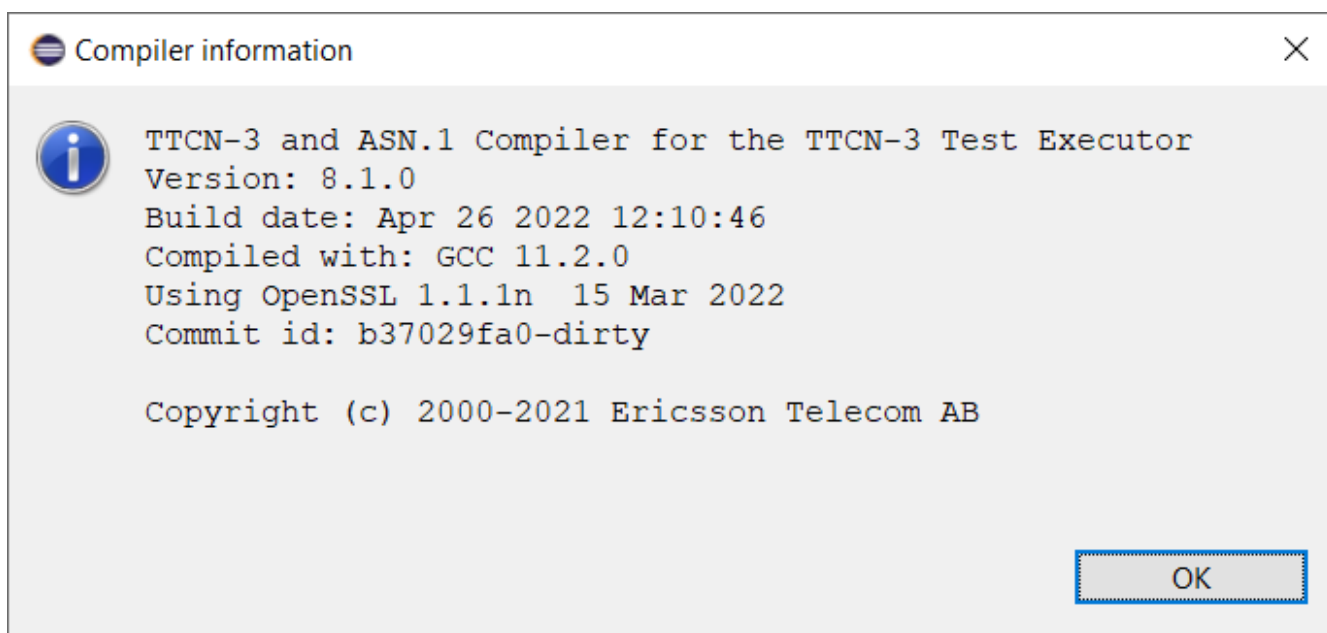 Compiler information
TTCN-3 and ASN.1 Compiler for the TTCN-3 Test Executor
Version: 8.1.0
Build date: Apr 26 2022 12:10:46
Compiled with: GCC 11.2.0
Using OpenSSL 1.1.1n  15 Mar 2022
Commit id: b37029fa0-dirty
Copyright (c) 2000-2021 Ericsson Telecom AB
OK